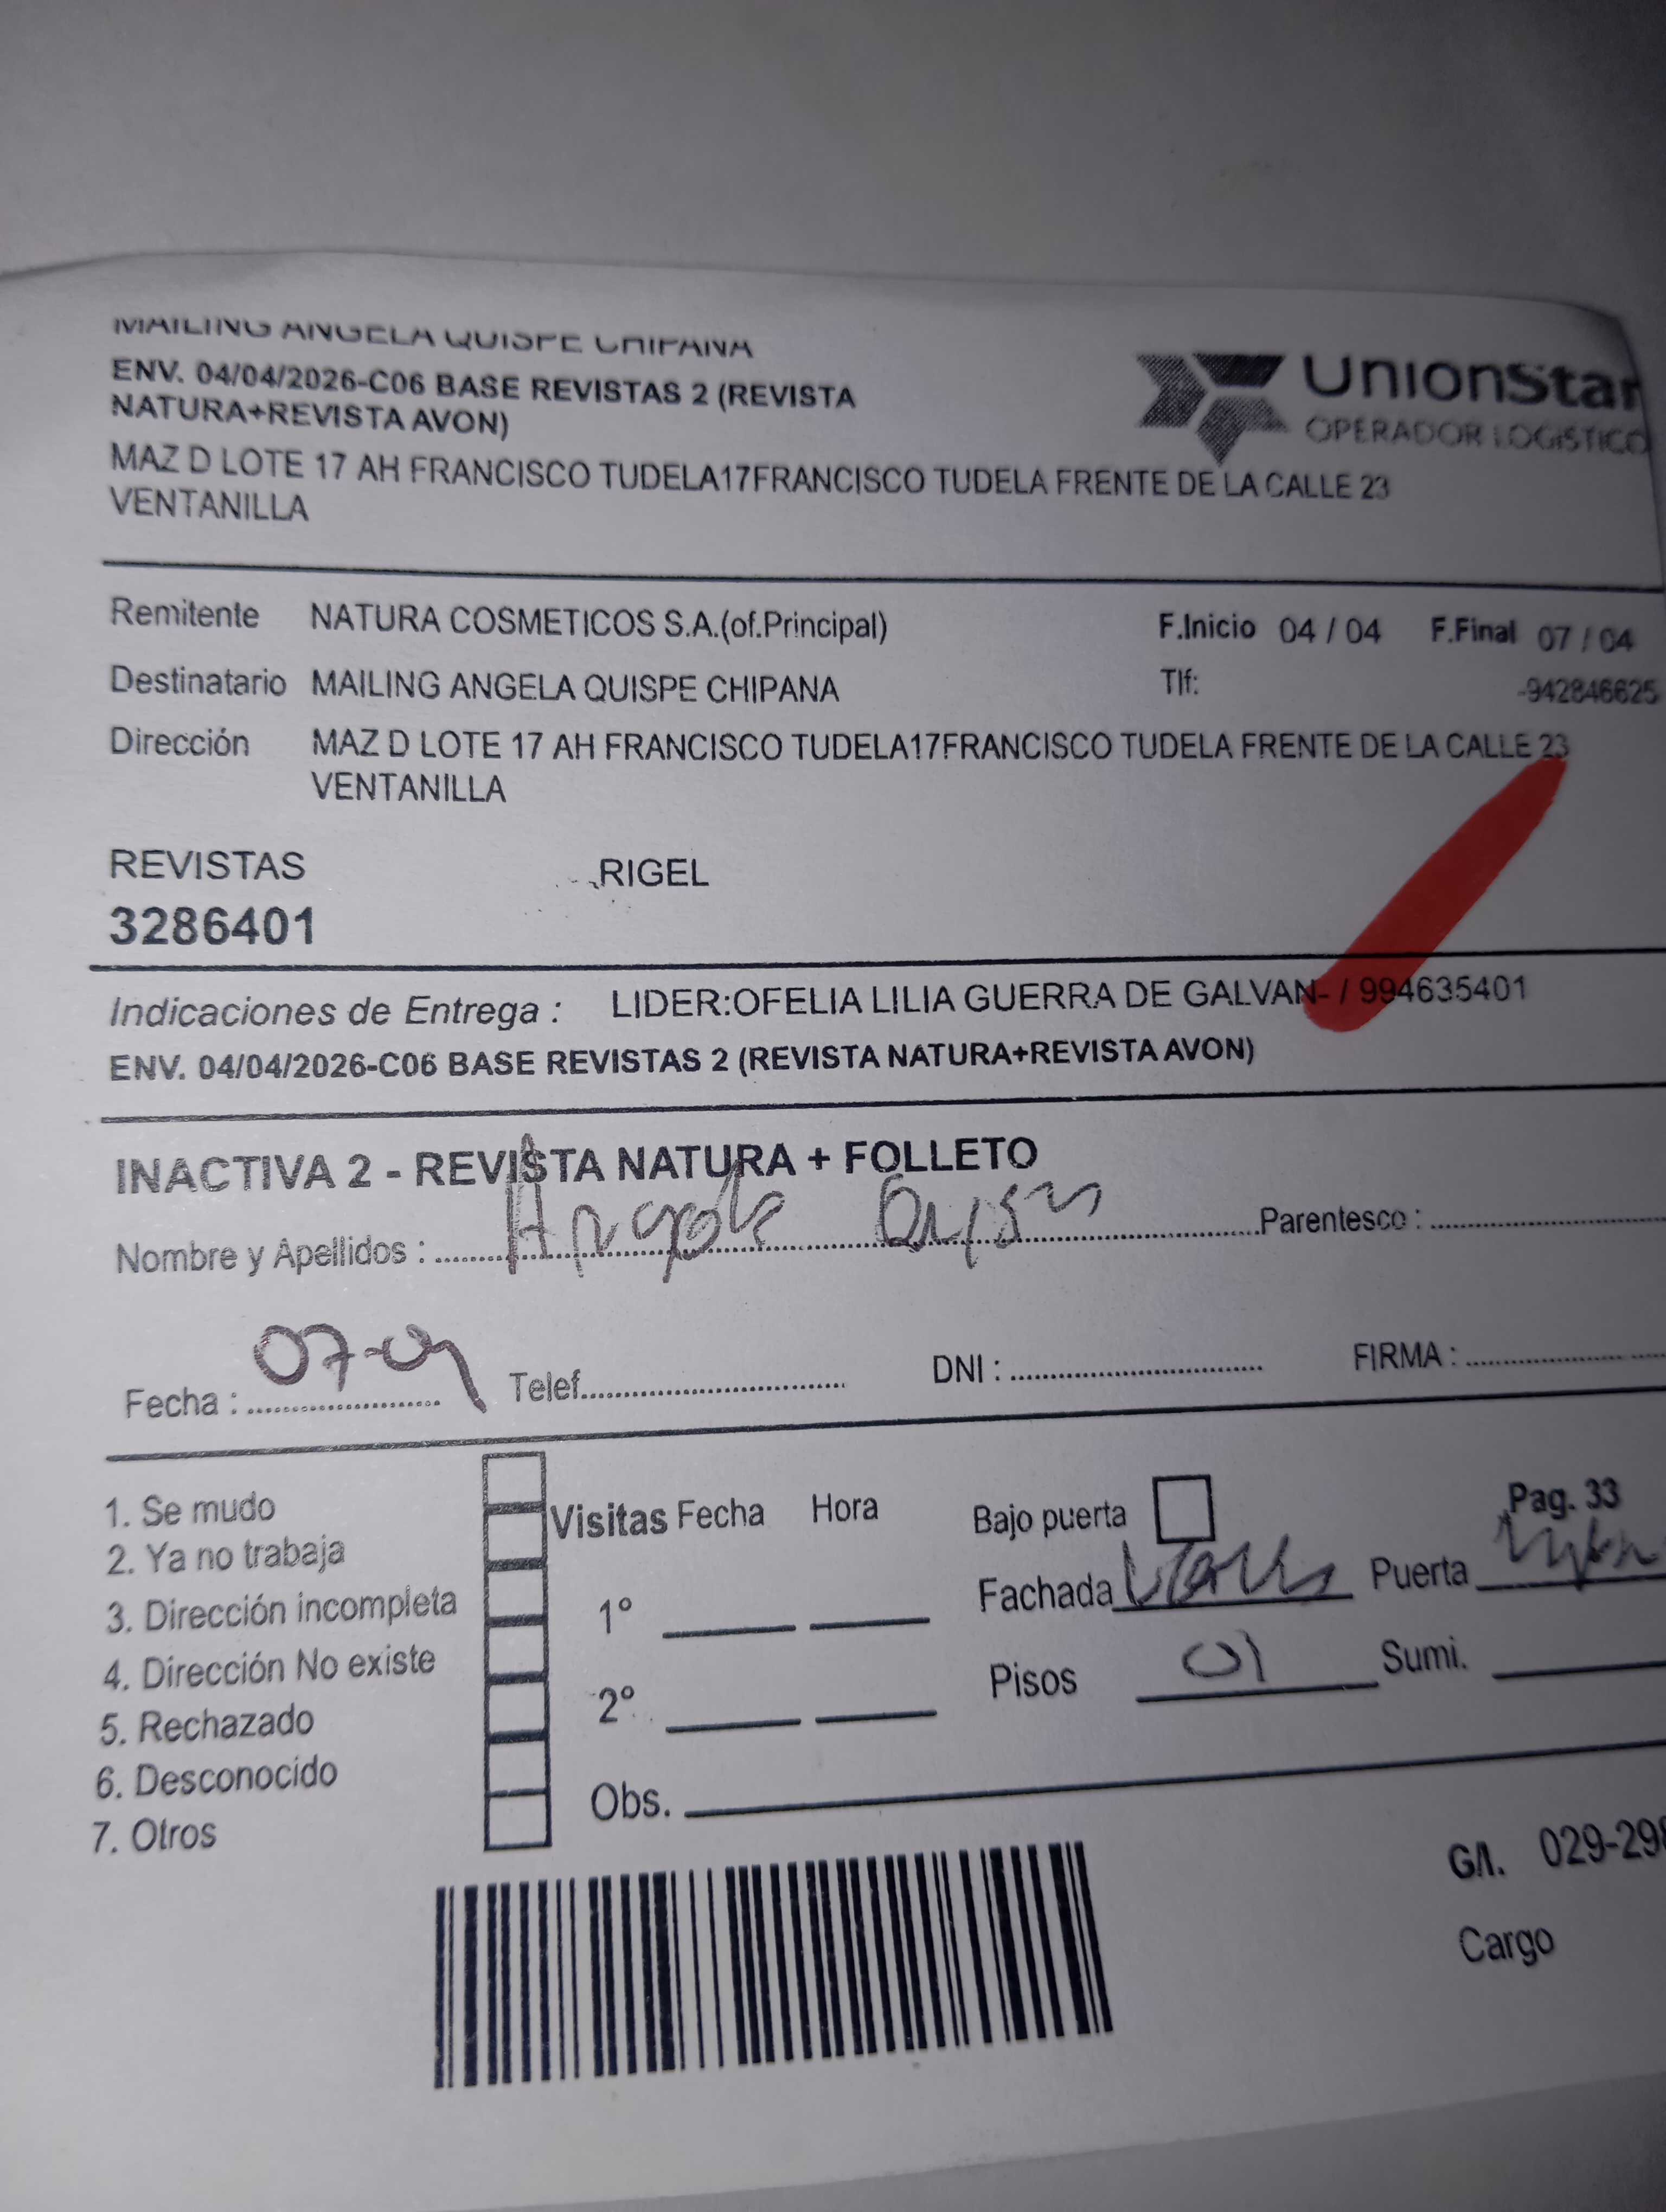 MAILING ANGELA QUISPE CHIPANA
ENV. 04/04/2026-C06 BASE REVISTAS 2 (REVISTA
NATURA+REVISTA AVON)
UnionStar
OPERADOR LOGISTICO
MAZ D LOTE 17 AH FRANCISCO TUDELA17FRANCISCO TUDELA FRENTE DE LA CALLE 23
VENTANILLA
Remitente NATURA COSMETICOS S.A.(of.Principal) F.Inicio 04 / 04 F.Final 07 / 04
Destinatario MAILING ANGELA QUISPE CHIPANA Tlf: -942846625
Dirección MAZ D LOTE 17 AH FRANCISCO TUDELA17FRANCISCO TUDELA FRENTE DE LA CALLE 23
VENTANILLA
REVISTAS RIGEL
3286401
Indicaciones de Entrega : LIDER:OFELIA LILIA GUERRA DE GALVAN- / 994635401
ENV. 04/04/2026-C06 BASE REVISTAS 2 (REVISTA NATURA+REVISTA AVON)
INACTIVA 2 - REVISTA NATURA + FOLLETO
Nombre y Apellidos : Parentesco :
Fecha : 07-04 Telef. DNI : FIRMA :
1. Se mudo
2. Ya no trabaja
3. Dirección incompleta
4. Dirección No existe
5. Rechazado
6. Desconocido
7. Otros
Visitas Fecha Hora
1°
2°
Obs.
Bajo puerta Pag. 33
Fachada Puerta
Pisos 01 Sumi.
G/I. 029-29
Cargo